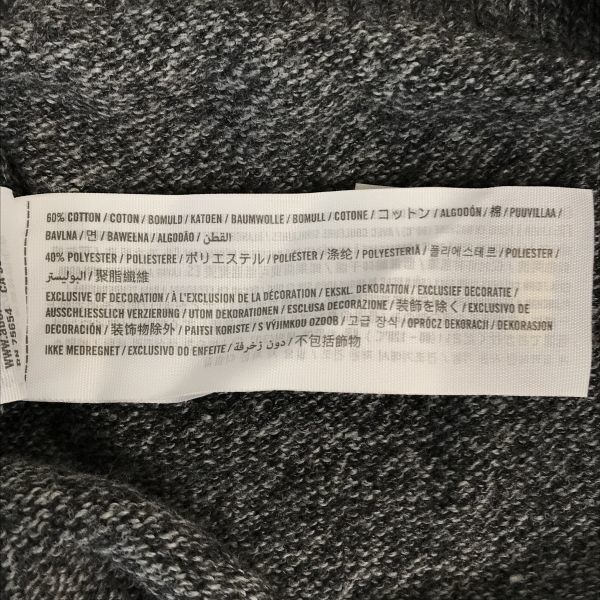 60% COTTON / COTON / BOMULD / KATOEN / BAUMWOLLE / BOMULL / COTONE / コットン / ALGODÓN / 棉 / PUUVILLAA /
BAVLNA / 면 / BAWEŁNA / ALGODÃO / القطن /
40% POLYESTER / POLIESTERE / ポリエステル / POLIÉSTER / 涤纶 / POLYESTERIÄ / 폴리에스테르 / POLIESTER /
البوليستر / 聚脂纖維
EXCLUSIVE OF DECORATION / À L'EXCLUSION DE LA DÉCORATION / EKSKL. DEKORATION / EXCLUSIEF DECORATIE /
AUSSCHLIESSLICH VERZIERUNG / UTOM DEKORATIONEN / ESCLUSA DECORAZIONE / 装飾を除く / EXCLUSIVO DE
DECORACIÓN / 装饰物除外 / PAITSI KORISTE / S VÝJIMKOU OZDOB / 고급 장식 / OPRÓCZ DEKORACJI / DEKORASJON
IKKE MEDREGNET / EXCLUSIVO DO ENFEITE / دون زخرفة / 不包括飾物
RN 75654